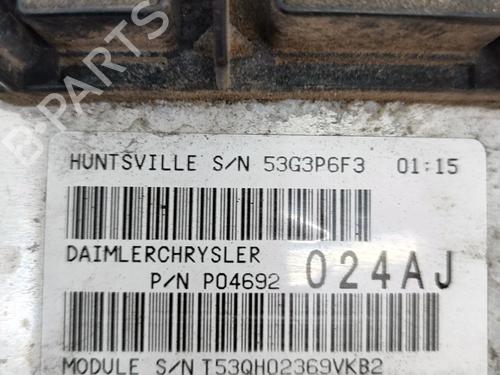 HUNTSVILLE S/N 53G3P6F3 01:15
DAIMLERCHRYSLER
P/N P04692 024AJ
MODULE S/N T53QH02369VKB2
B-Parts